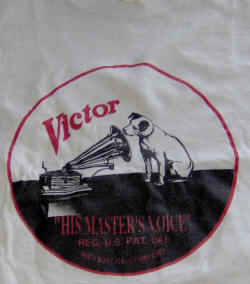 Victor
"HIS MASTER'S VOICE"
REG. U.S. PAT. OFF.